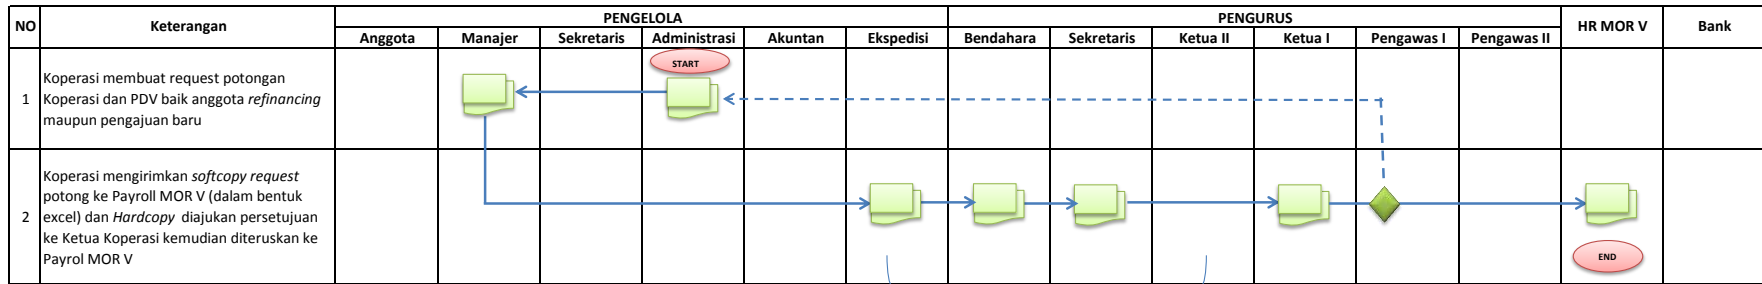 NO Keterangan PENGELOLA PENGURUS HR MOR V Bank
Anggota Manajer Sekretaris Administrasi Akuntan Ekspedisi Bendahara Sekretaris Ketua II Ketua I Pengawas I Pengawas II
START
1
Koperasi membuat request potongan
Koperasi dan PDV baik anggota refinancing
maupun pengajuan baru
2
Koperasi mengirimkan softcopy request
potong ke Payroll MOR V (dalam bentuk
excel) dan Hardcopy diajukan persetujuan
ke Ketua Koperasi kemudian diteruskan ke
Payrol MOR V
END